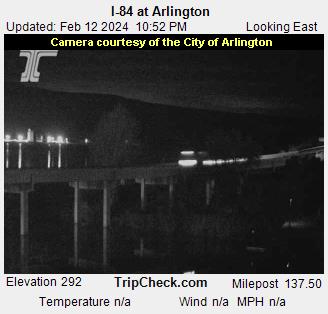 I-84 at Arlington
Updated: Feb 12 2024 10:52 PM Looking East
Camera courtesy of the City of Arlington
Elevation 292 TripCheck.com Milepost 137.50
Temperature n/a Wind n/a MPH n/a